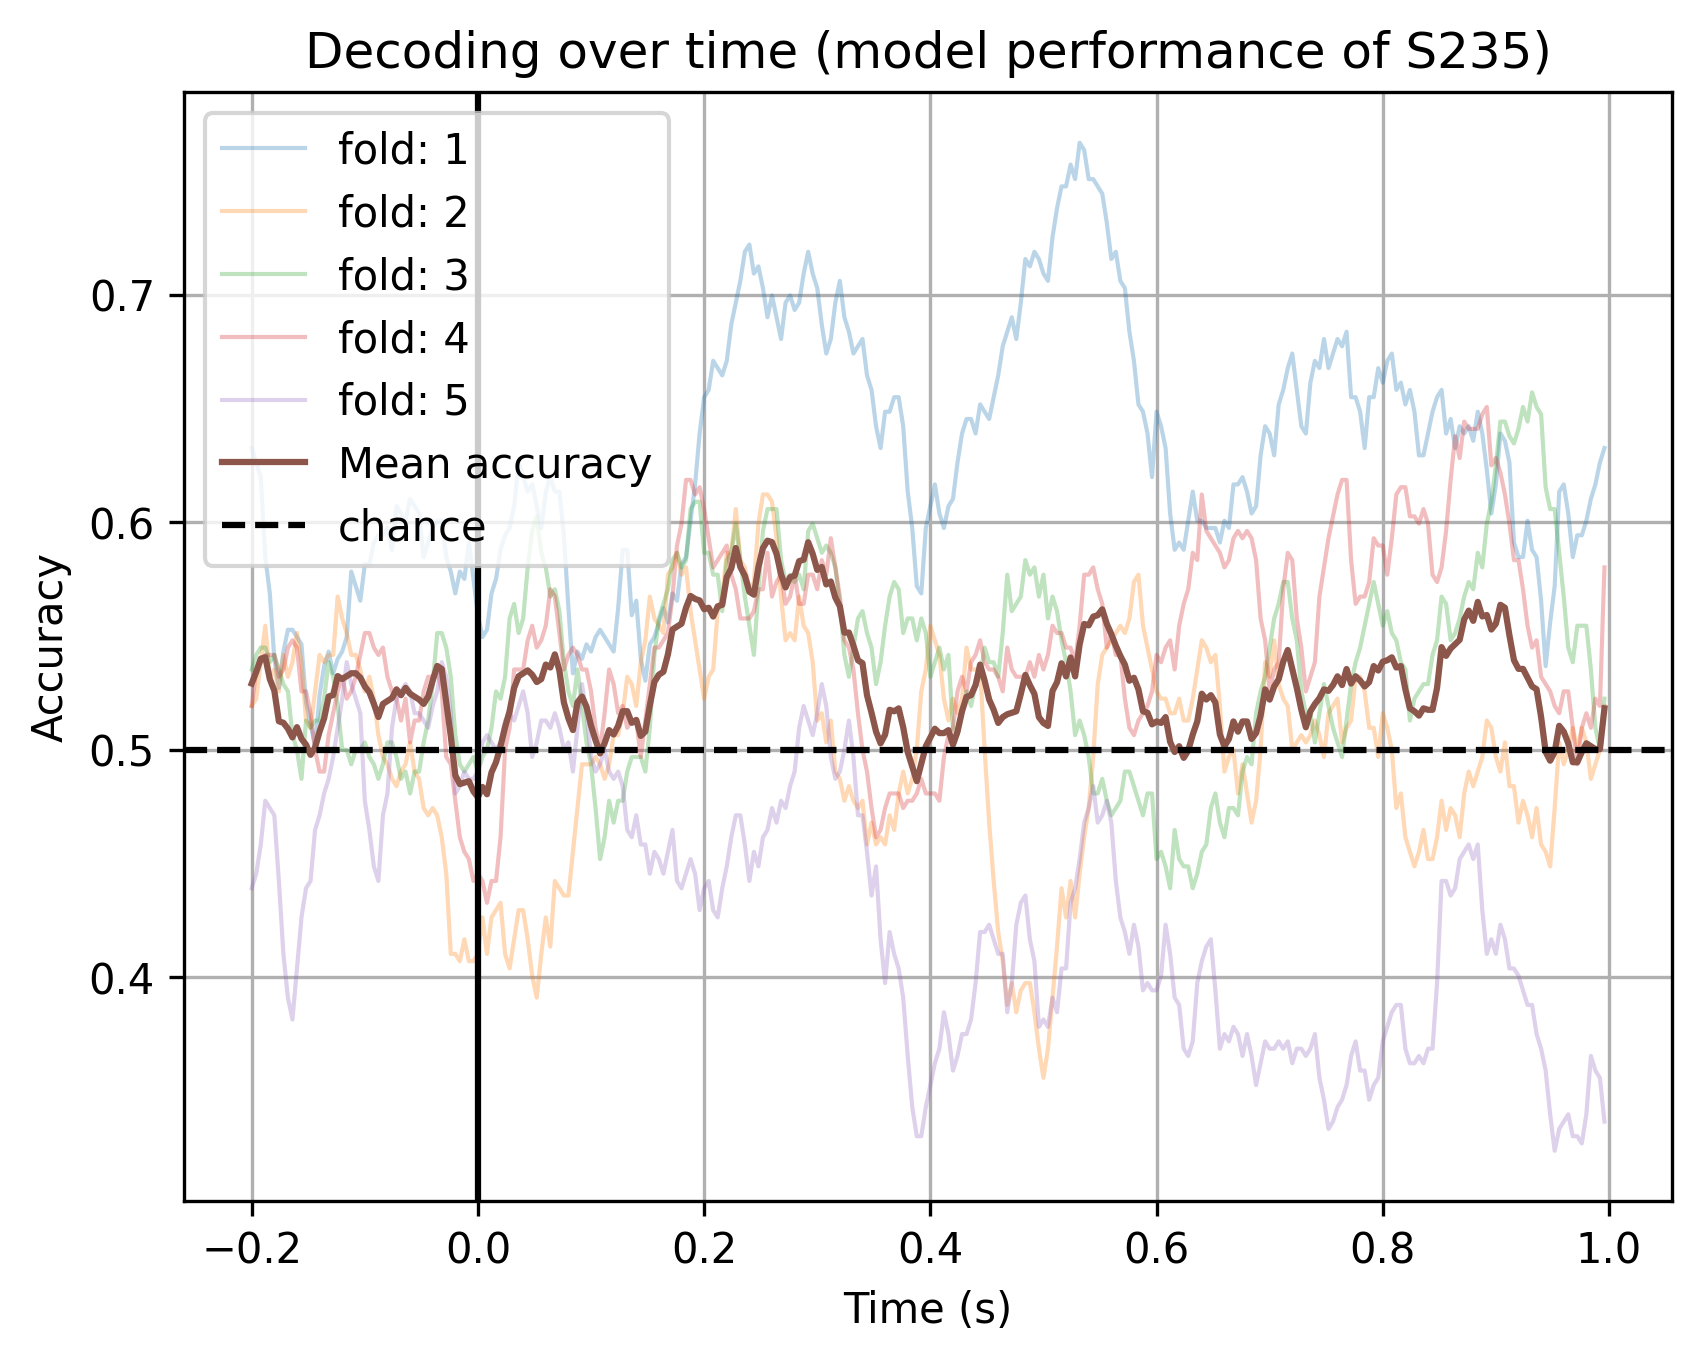 Decoding over time (model performance of S235)
fold: 1
fold: 2
fold: 3
fold: 4
fold: 5
Mean accuracy
chance
Accuracy
0.7
0.6
0.5
0.4
−0.2 0.0 0.2 0.4 0.6 0.8 1.0
Time (s)